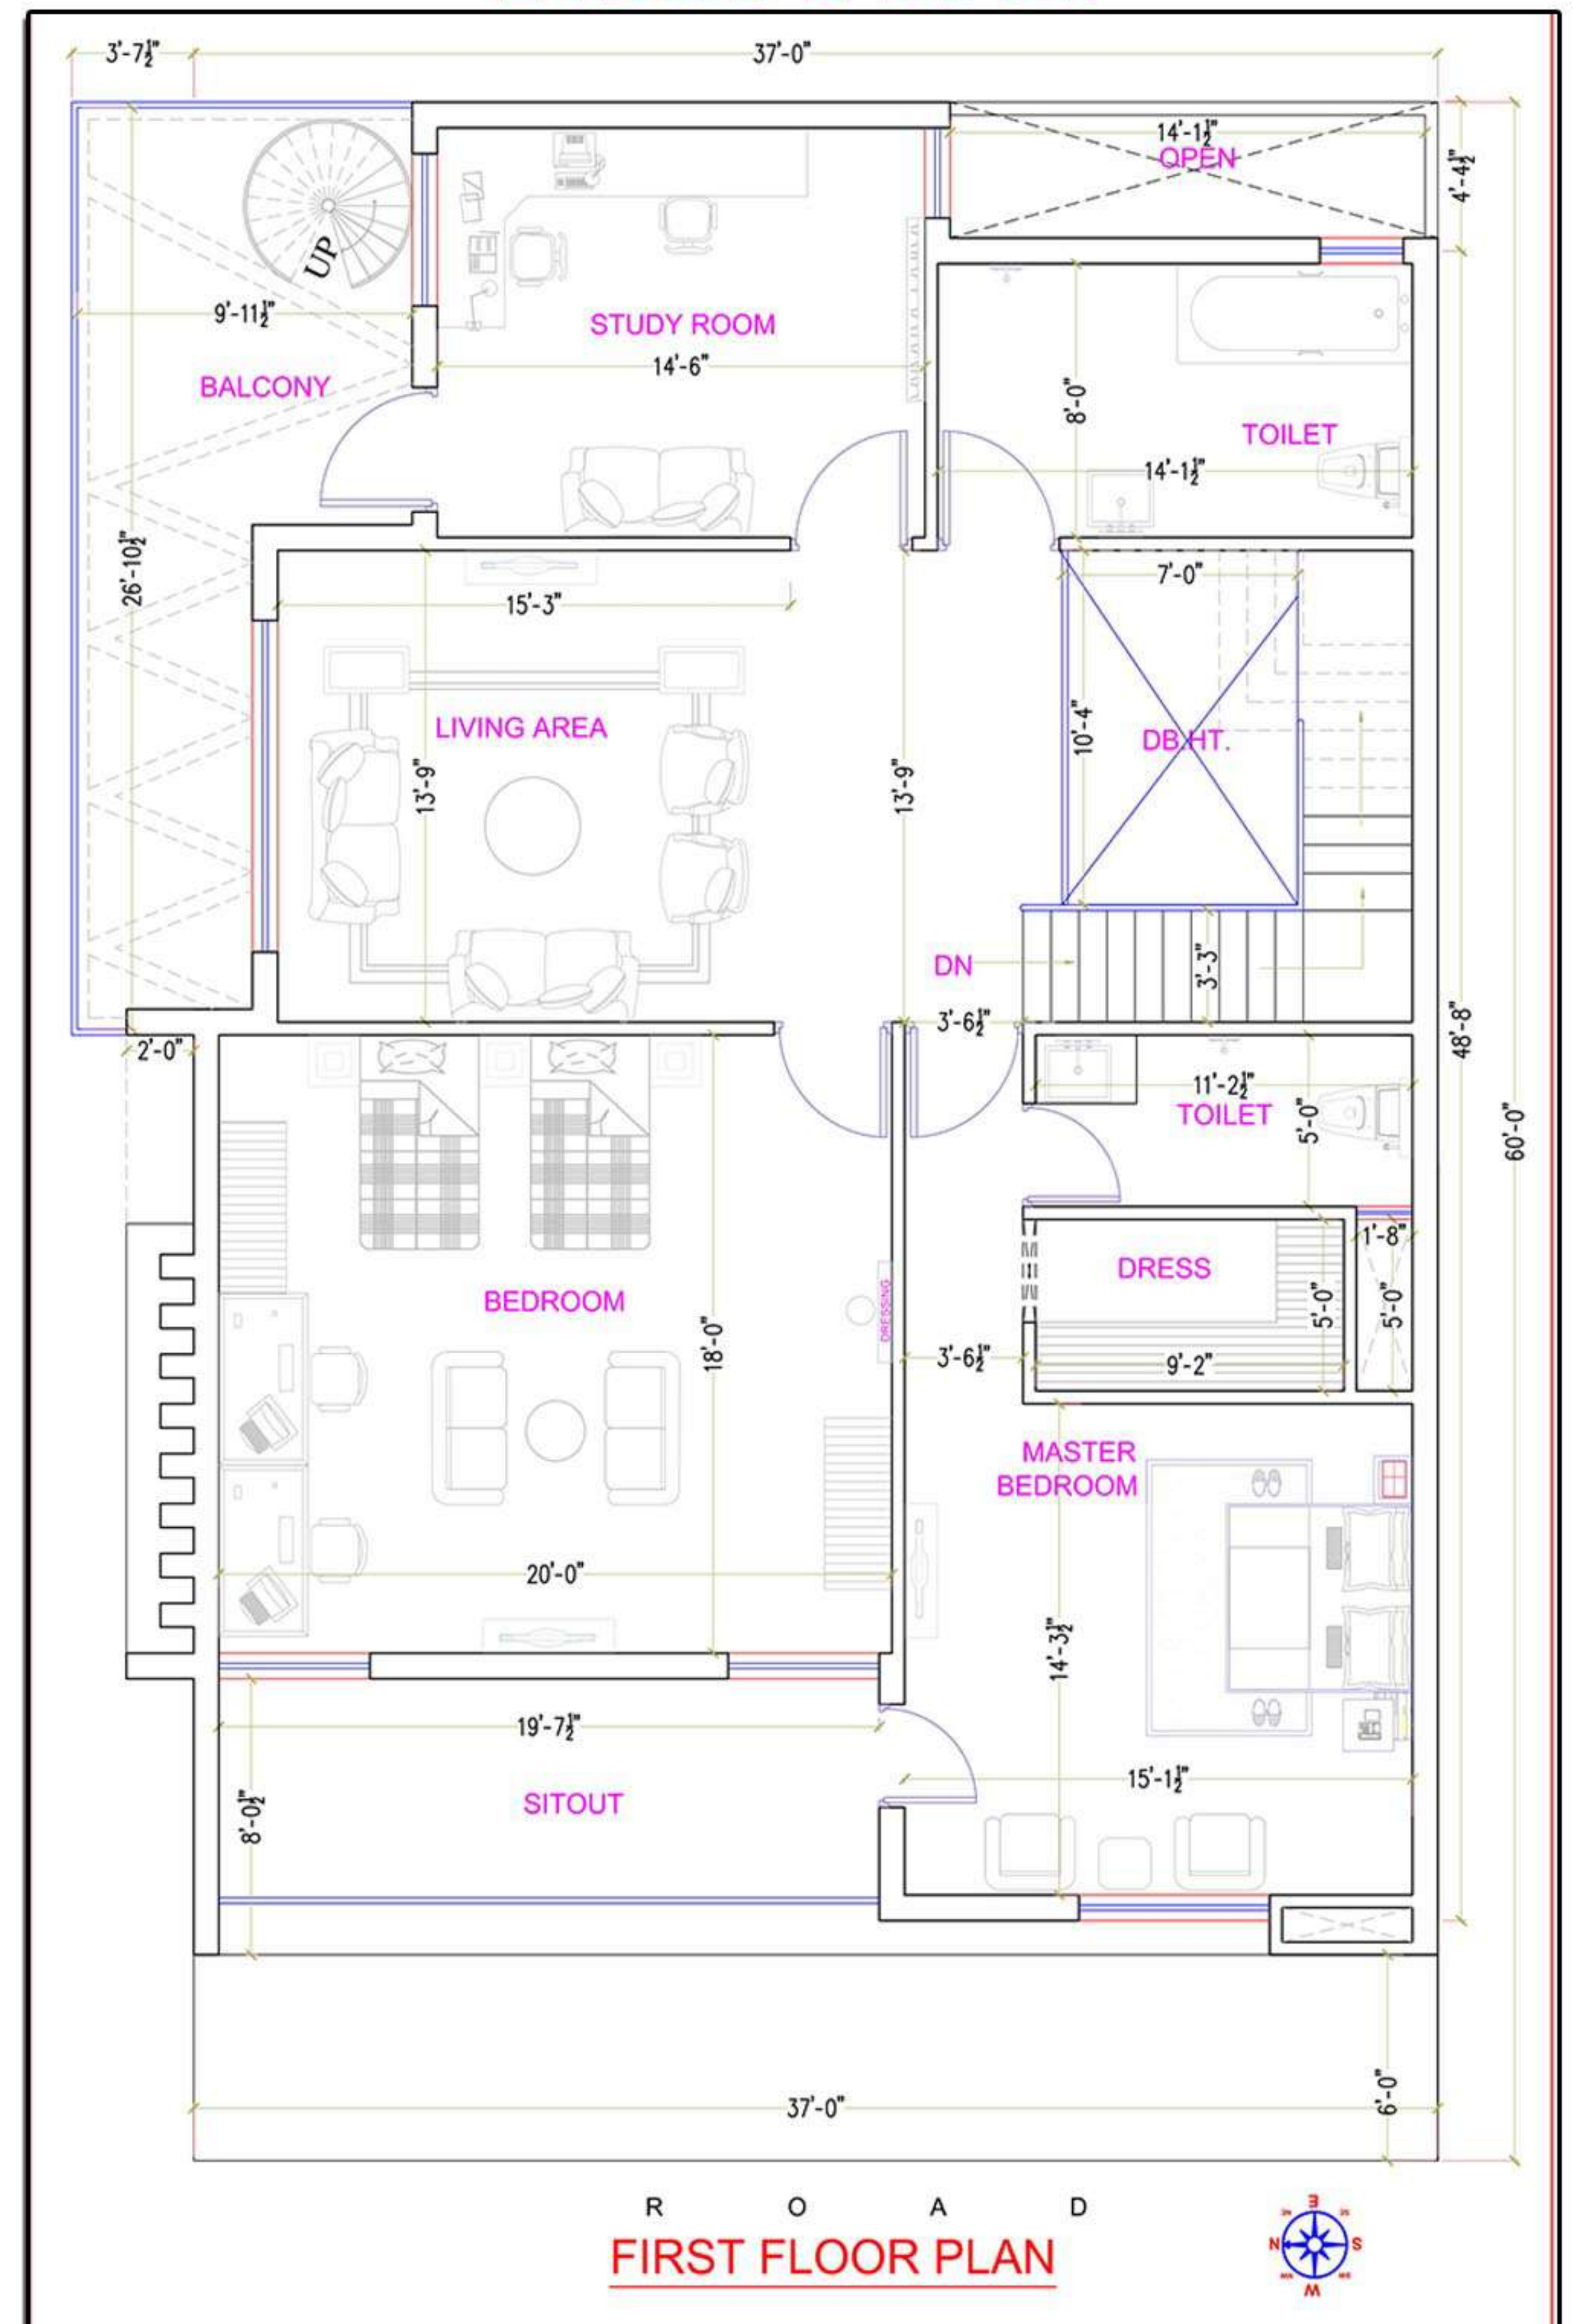 3'-7½"
37'-0"
14'-1½"
OPEN
4'-4½"
UP
9'-11½"
STUDY ROOM
14'-6"
BALCONY
8'-0"
TOILET
14'-1½"
26'-10½"
15'-3"
7'-0"
LIVING AREA
13'-9"
13'-9"
10'-4"
DB.HT.
DN
3'-3"
3'-6½"
2'-0"
48'-8"
11'-2½"
TOILET
5'-0"
60'-0"
1'-8"
DRESS
BEDROOM
DRESSING
18'-0"
5'-0"
5'-0"
3'-6½"
9'-2"
MASTER
BEDROOM
20'-0"
14'-3½"
19'-7½"
15'-1½"
SITOUT
8'-0½"
6'-0"
37'-0"
R O A D
FIRST FLOOR PLAN
E
N
S
W